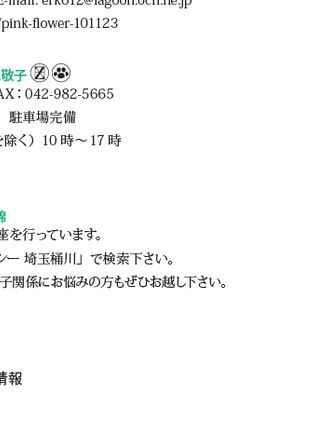 E-mail: erk612@lagoon.ocn.ne.jp
/pink-flower-101123
敬子
AX：042-982-5665
駐車場完備
を除く）10 時～17 時
錦
座を行っています。
シー 埼玉桶川」で検索下さい。
子関係にお悩みの方もぜひお越し下さい。
情報